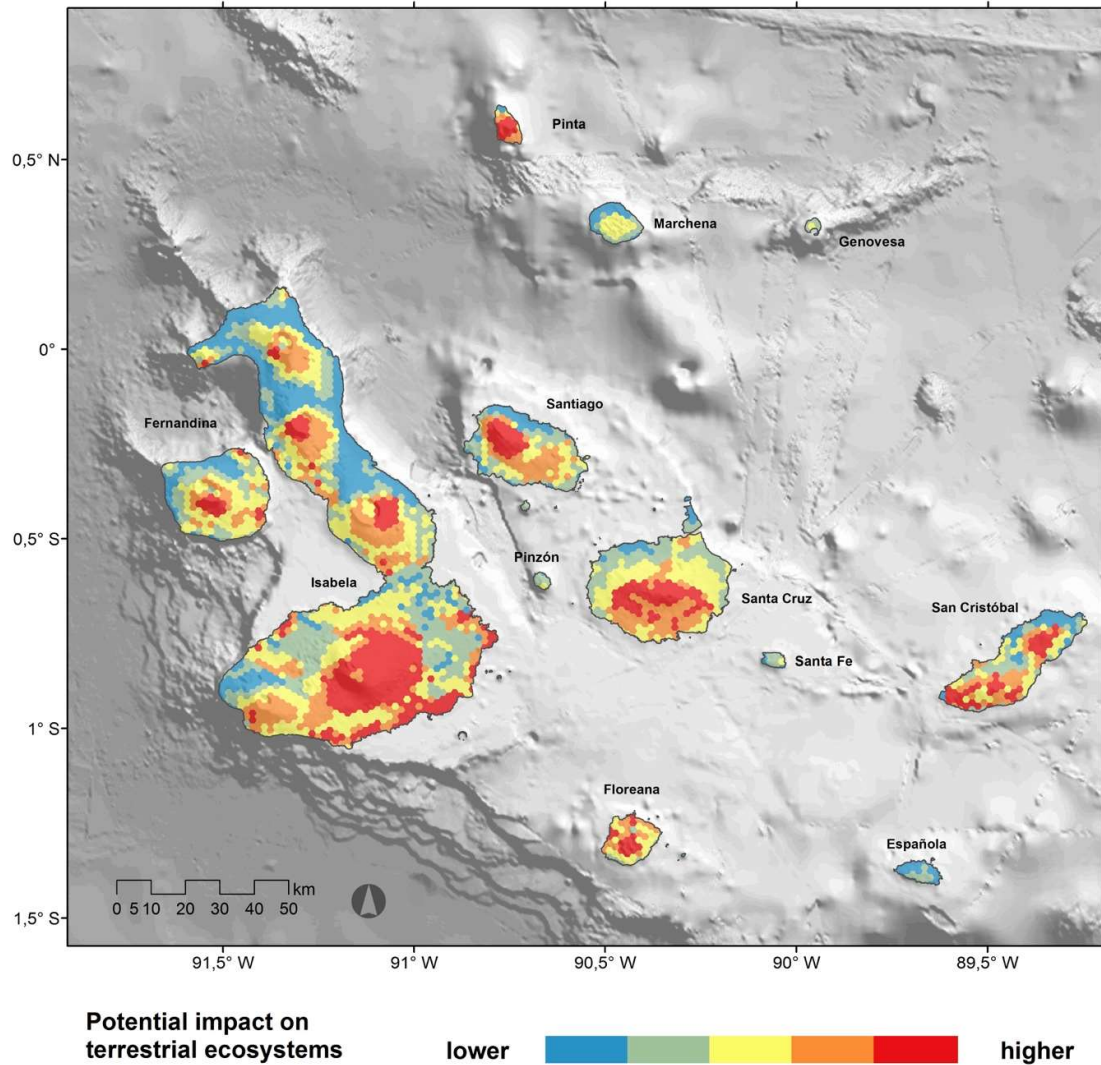 Pinta
0,5° N
Marchena
Genovesa
0°
Santiago
Fernandina
0,5° S
Pinzón
Isabela
Santa Cruz
San Cristóbal
Santa Fe
1° S
Floreana
Española
km
0 5 10 20 30 40 50
1,5° S
91,5° W 91° W 90,5° W 90° W 89,5° W
Potential impact on
terrestrial ecosystems
lower higher